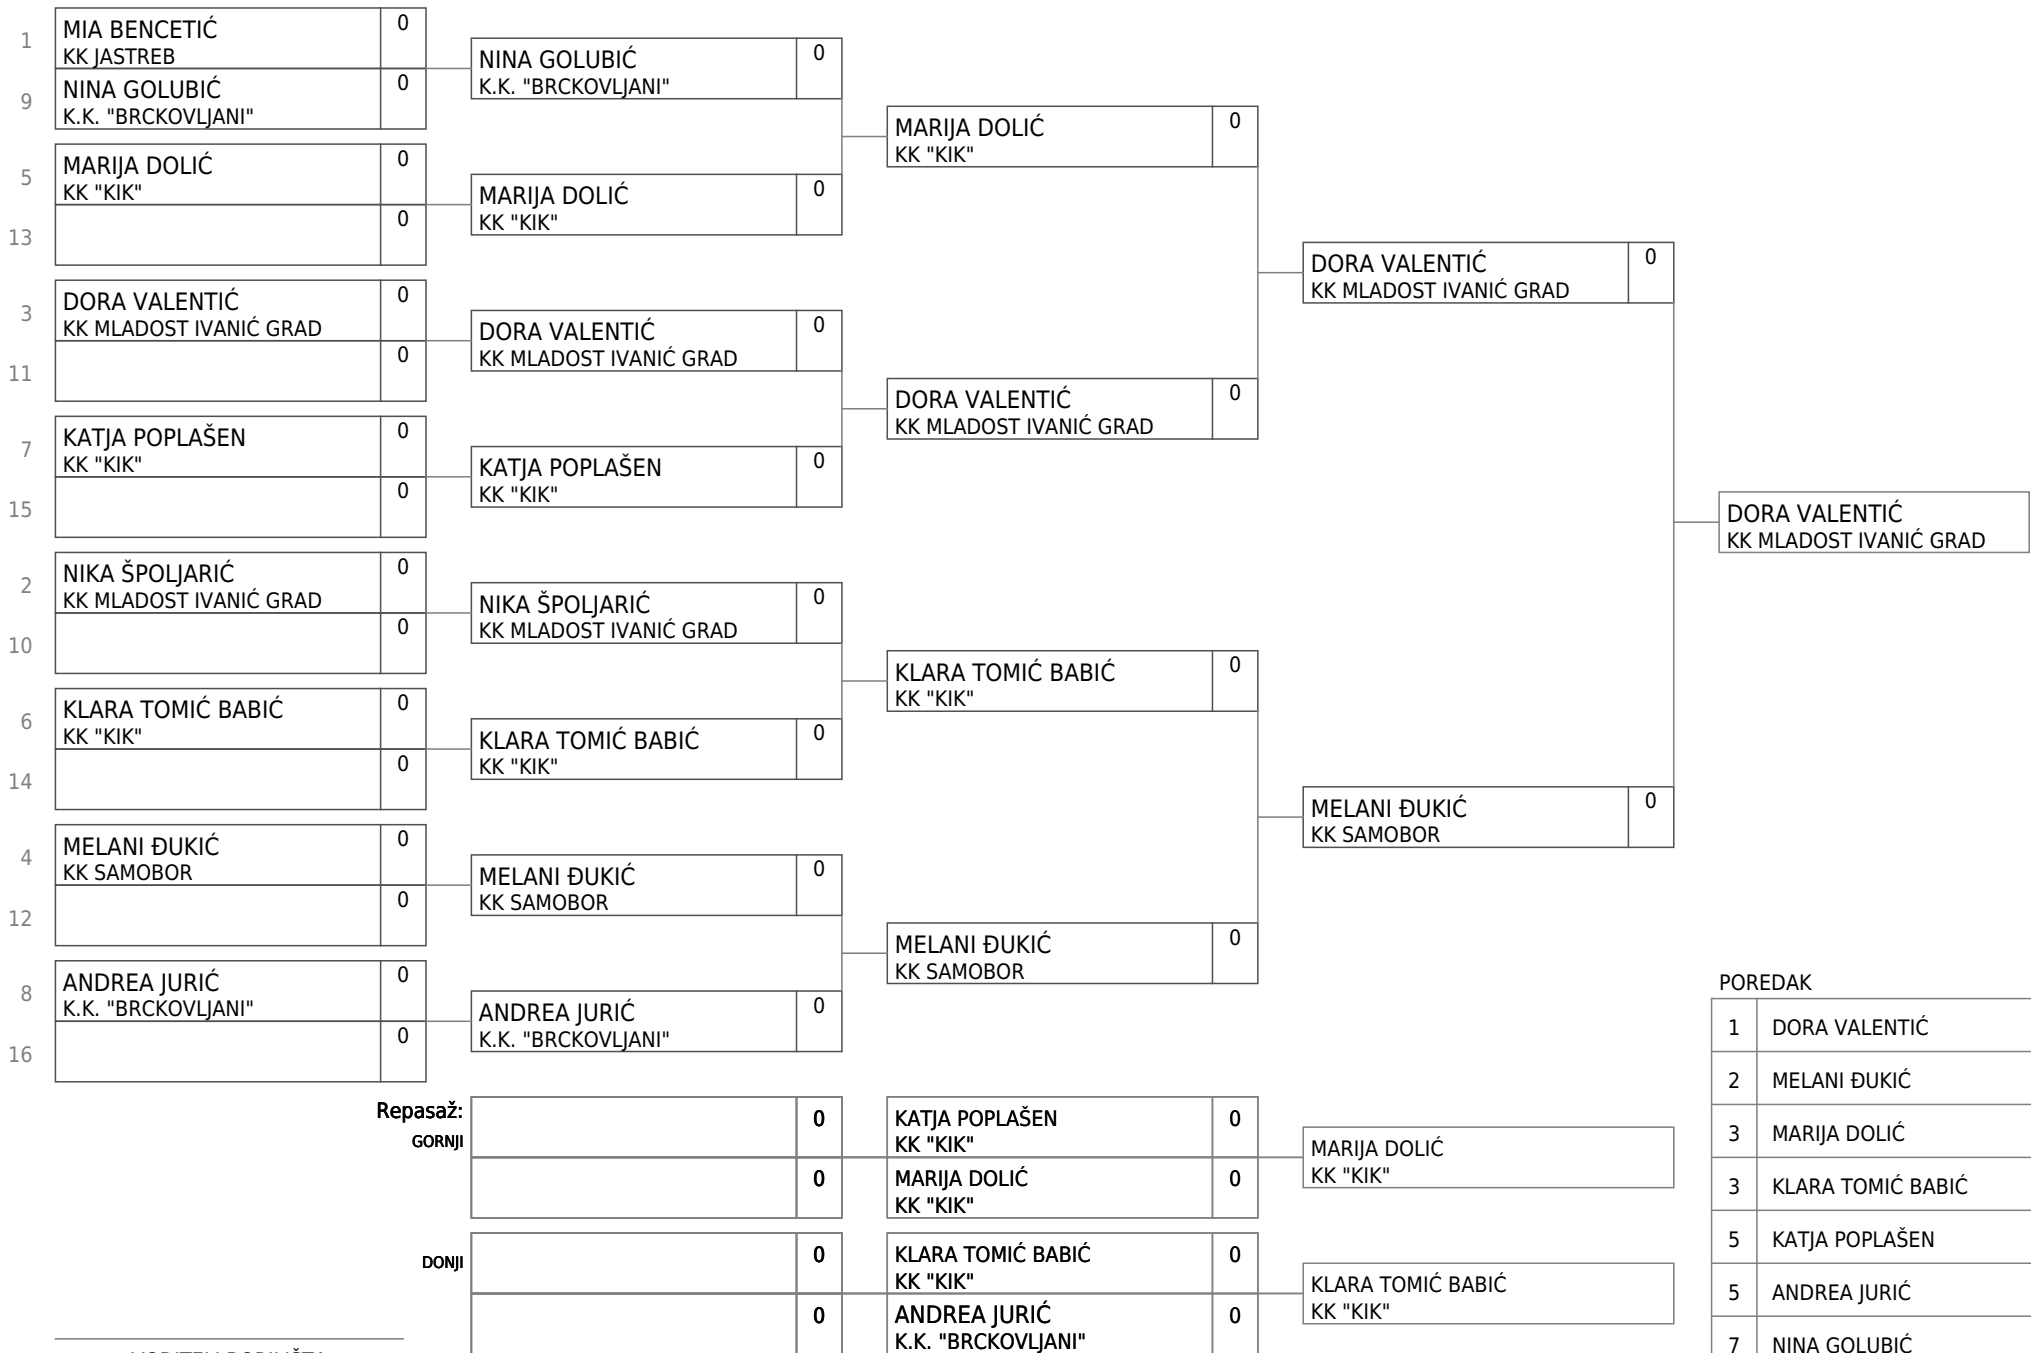 1
MIA BENCETIĆ
KK JASTREB
0
9
NINA GOLUBIĆ
K.K. "BRCKOVLJANI"
0
5
MARIJA DOLIĆ
KK "KIK"
0
13
0
3
DORA VALENTIĆ
KK MLADOST IVANIĆ GRAD
0
11
0
7
KATJA POPLAŠEN
KK "KIK"
0
15
0
2
NIKA ŠPOLJARIĆ
KK MLADOST IVANIĆ GRAD
0
10
0
6
KLARA TOMIĆ BABIĆ
KK "KIK"
0
14
0
4
MELANI ĐUKIĆ
KK SAMOBOR
0
12
0
8
ANDREA JURIĆ
K.K. "BRCKOVLJANI"
0
16
0
NINA GOLUBIĆ
K.K. "BRCKOVLJANI"
0
MARIJA DOLIĆ
KK "KIK"
0
DORA VALENTIĆ
KK MLADOST IVANIĆ GRAD
0
KATJA POPLAŠEN
KK "KIK"
0
NIKA ŠPOLJARIĆ
KK MLADOST IVANIĆ GRAD
0
KLARA TOMIĆ BABIĆ
KK "KIK"
0
MELANI ĐUKIĆ
KK SAMOBOR
0
ANDREA JURIĆ
K.K. "BRCKOVLJANI"
0
MARIJA DOLIĆ
KK "KIK"
0
DORA VALENTIĆ
KK MLADOST IVANIĆ GRAD
0
KLARA TOMIĆ BABIĆ
KK "KIK"
0
MELANI ĐUKIĆ
KK SAMOBOR
0
DORA VALENTIĆ
KK MLADOST IVANIĆ GRAD
0
MELANI ĐUKIĆ
KK SAMOBOR
0
DORA VALENTIĆ
KK MLADOST IVANIĆ GRAD
Repasaž:
GORNJI
0
0
KATJA POPLAŠEN
KK "KIK"
0
MARIJA DOLIĆ
KK "KIK"
0
MARIJA DOLIĆ
KK "KIK"
DONJI
0
0
KLARA TOMIĆ BABIĆ
KK "KIK"
0
ANDREA JURIĆ
K.K. "BRCKOVLJANI"
0
KLARA TOMIĆ BABIĆ
KK "KIK"
POREDAK
1 DORA VALENTIĆ
2 MELANI ĐUKIĆ
3 MARIJA DOLIĆ
3 KLARA TOMIĆ BABIĆ
5 KATJA POPLAŠEN
5 ANDREA JURIĆ
7 NINA GOLUBIĆ